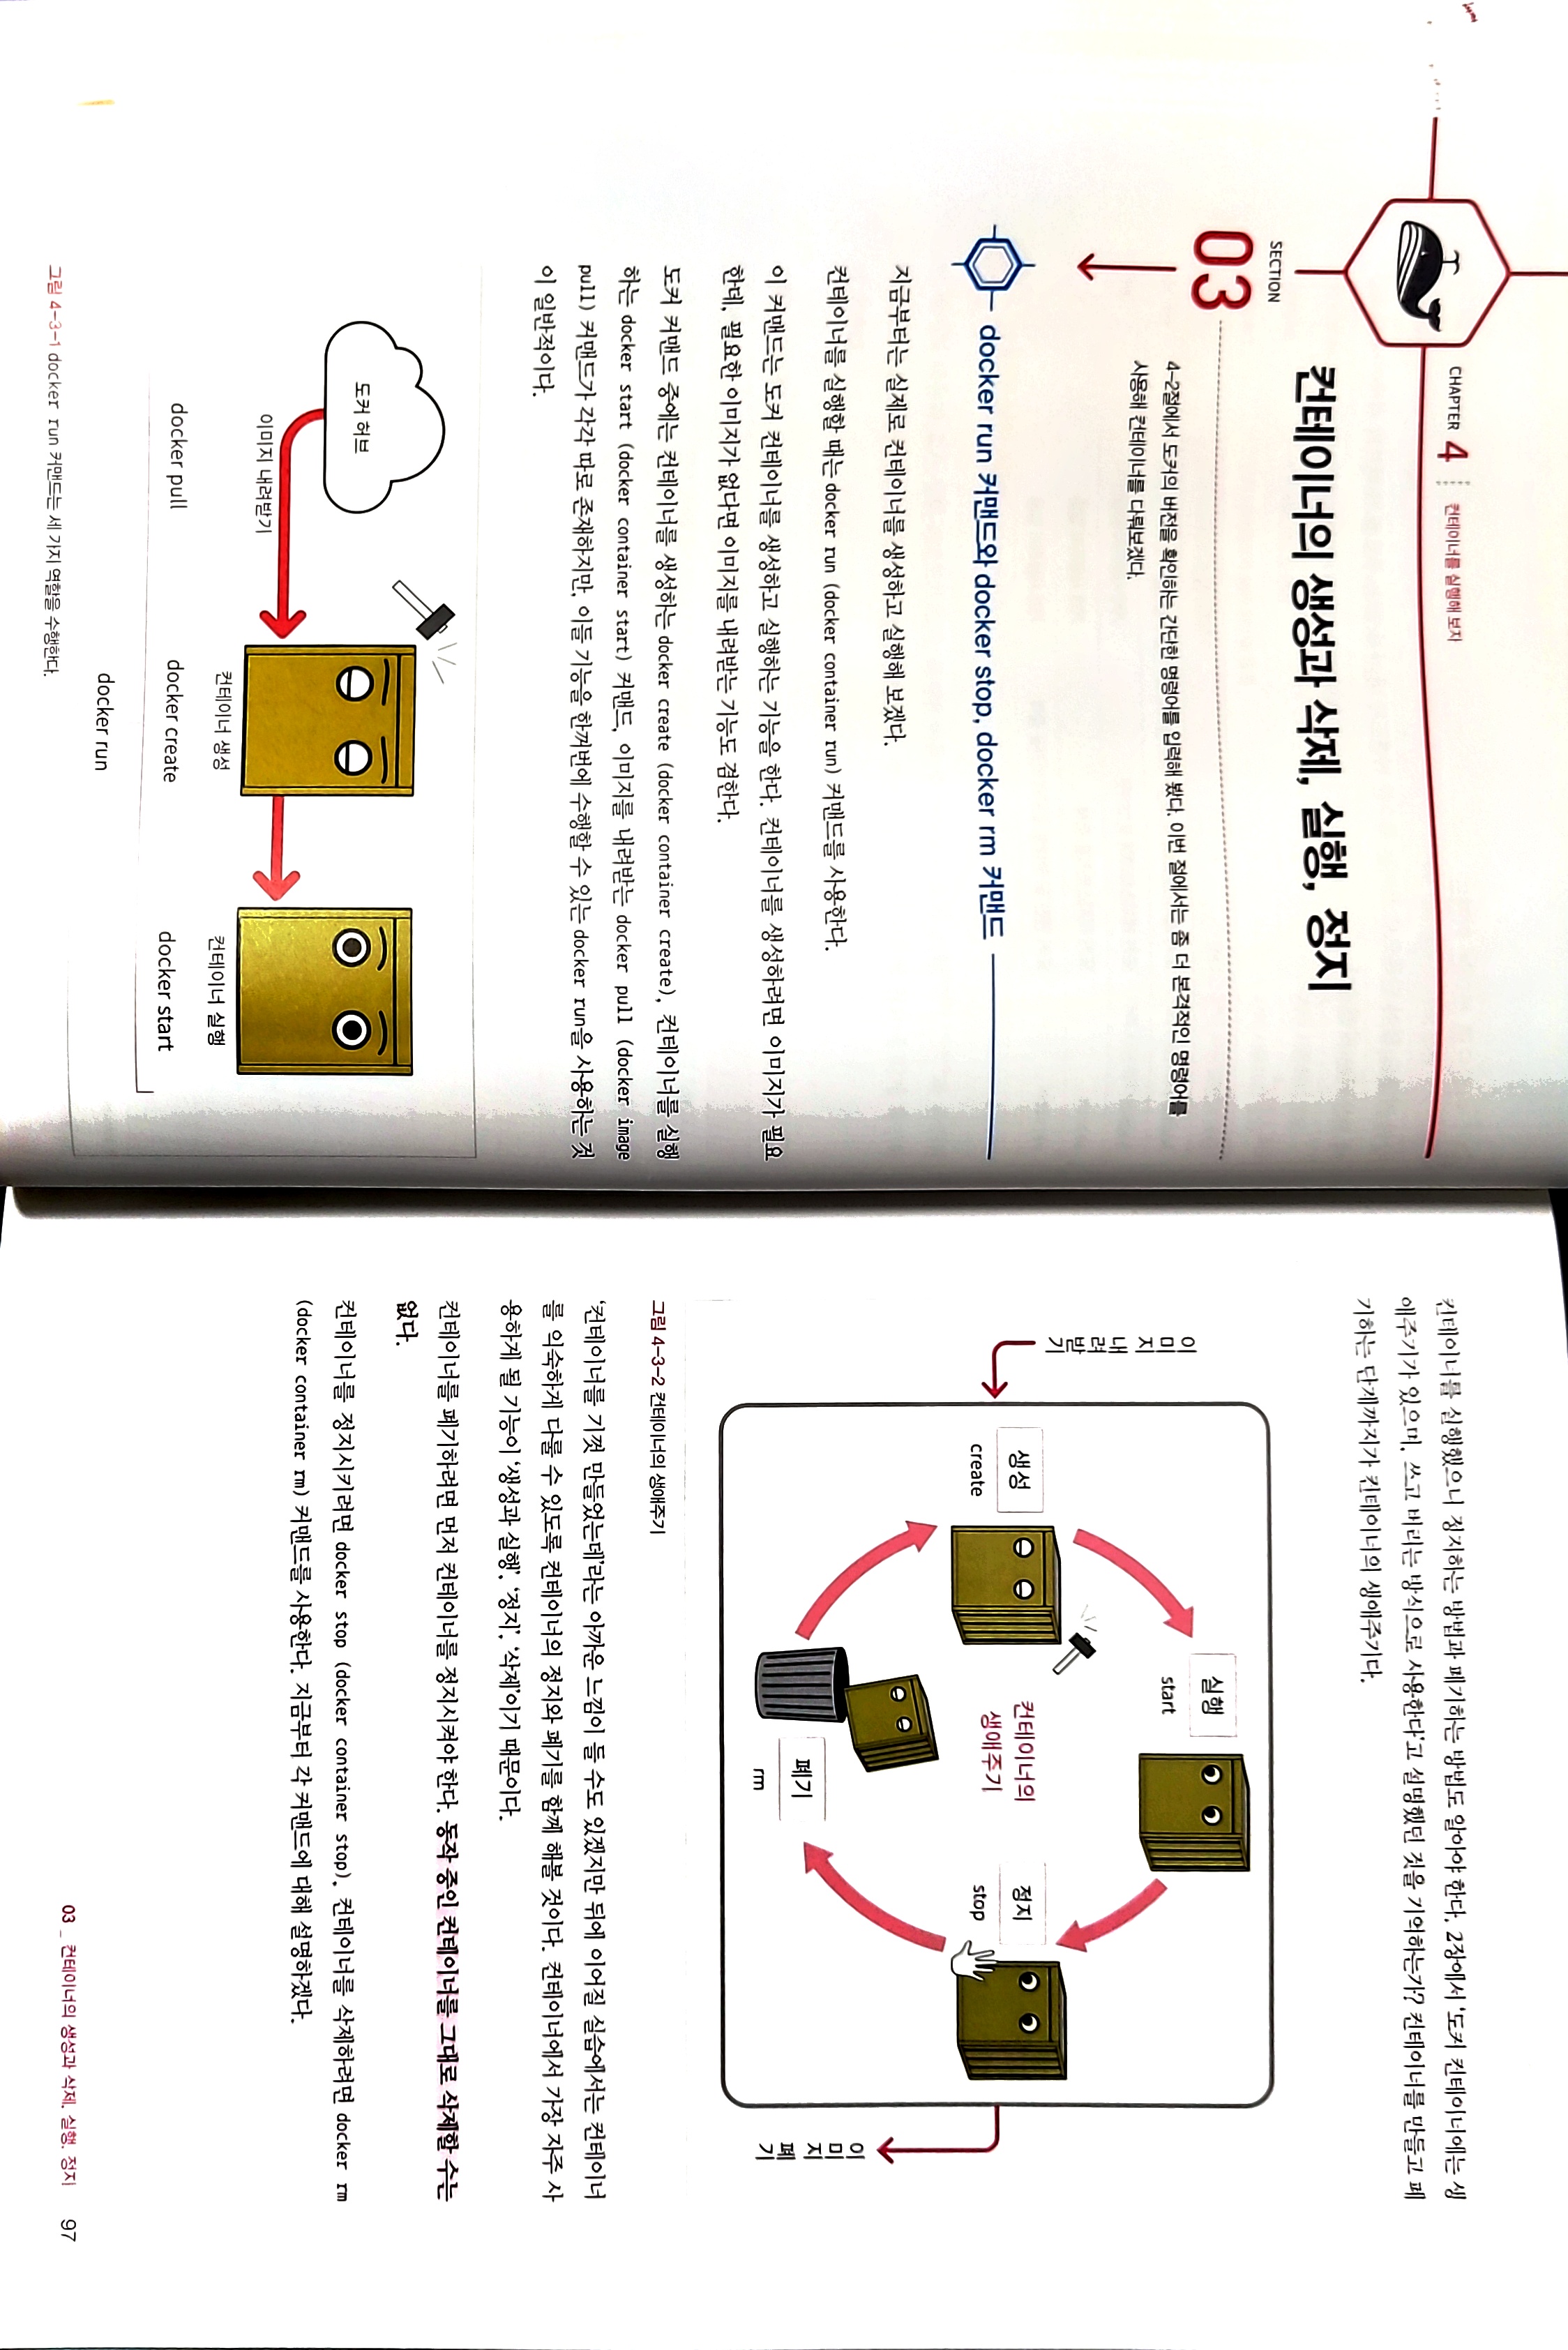 CHAPTER 4 컨테이너를 실행해 보자
컨테이너의 생성과 삭제, 실행, 정지
SECTION
03
4-2절에서 도커의 버전을 확인하는 간단한 명령어를 입력해 봤다. 이번 절에서는 좀 더 본격적인 명령어를
사용해 컨테이너를 다뤄보겠다.
docker run 커맨드와 docker stop, docker rm 커맨드
지금부터는 실제로 컨테이너를 생성하고 실행해 보겠다.
컨테이너를 실행할 때는 docker run (docker container run) 커맨드를 사용한다.
이 커맨드는 도커 컨테이너를 생성하고 실행하는 기능을 한다. 컨테이너를 생성하려면 이미지가 필요
한데, 필요한 이미지가 없다면 이미지를 내려받는 기능도 겸한다.
도커 커맨드 중에는 컨테이너를 생성하는 docker create (docker container create), 컨테이너를 실행
하는 docker start (docker container start) 커맨드, 이미지를 내려받는 docker pull (docker image
pull) 커맨드가 각각 따로 존재하지만, 이들 기능을 한꺼번에 수행할 수 있는 docker run을 사용하는 것
이 일반적이다.
도커 허브
이미지 내려받기
컨테이너 생성
컨테이너 실행
docker pull
docker create
docker start
docker run
그림 4-3-1 docker run 커맨드는 세 가지 역할을 수행한다.
컨테이너를 실행했으니 정지하는 방법과 폐기하는 방법도 알아야 한다. 2장에서 '도커 컨테이너에는 생
애주기가 있으며, 쓰고 버리는 방식으로 사용한다'고 설명했던 것을 기억하는가? 컨테이너를 만들고 폐
기하는 단계까지가 컨테이너의 생애주기다.
이미지 내려받기
실행
start
생성
create
컨테이너의
생애주기
정지
stop
폐기
rm
이미지 폐기
그림 4-3-2 컨테이너의 생애주기
'컨테이너를 기껏 만들었는데'라는 아까운 느낌이 들 수도 있겠지만 뒤에 이어질 실습에서는 컨테이너
를 익숙하게 다룰 수 있도록 컨테이너의 정지와 폐기를 함께 해볼 것이다. 컨테이너에서 가장 자주 사
용하게 될 기능이 '생성과 실행', '정지', '삭제'이기 때문이다.
컨테이너를 폐기하려면 먼저 컨테이너를 정지시켜야 한다. 동작 중인 컨테이너를 그대로 삭제할 수는
없다.
컨테이너를 정지시키려면 docker stop (docker container stop), 컨테이너를 삭제하려면 docker rm
(docker container rm) 커맨드를 사용한다. 지금부터 각 커맨드에 대해 설명하겠다.
03 _ 컨테이너의 생성과 삭제, 실행, 정지 97